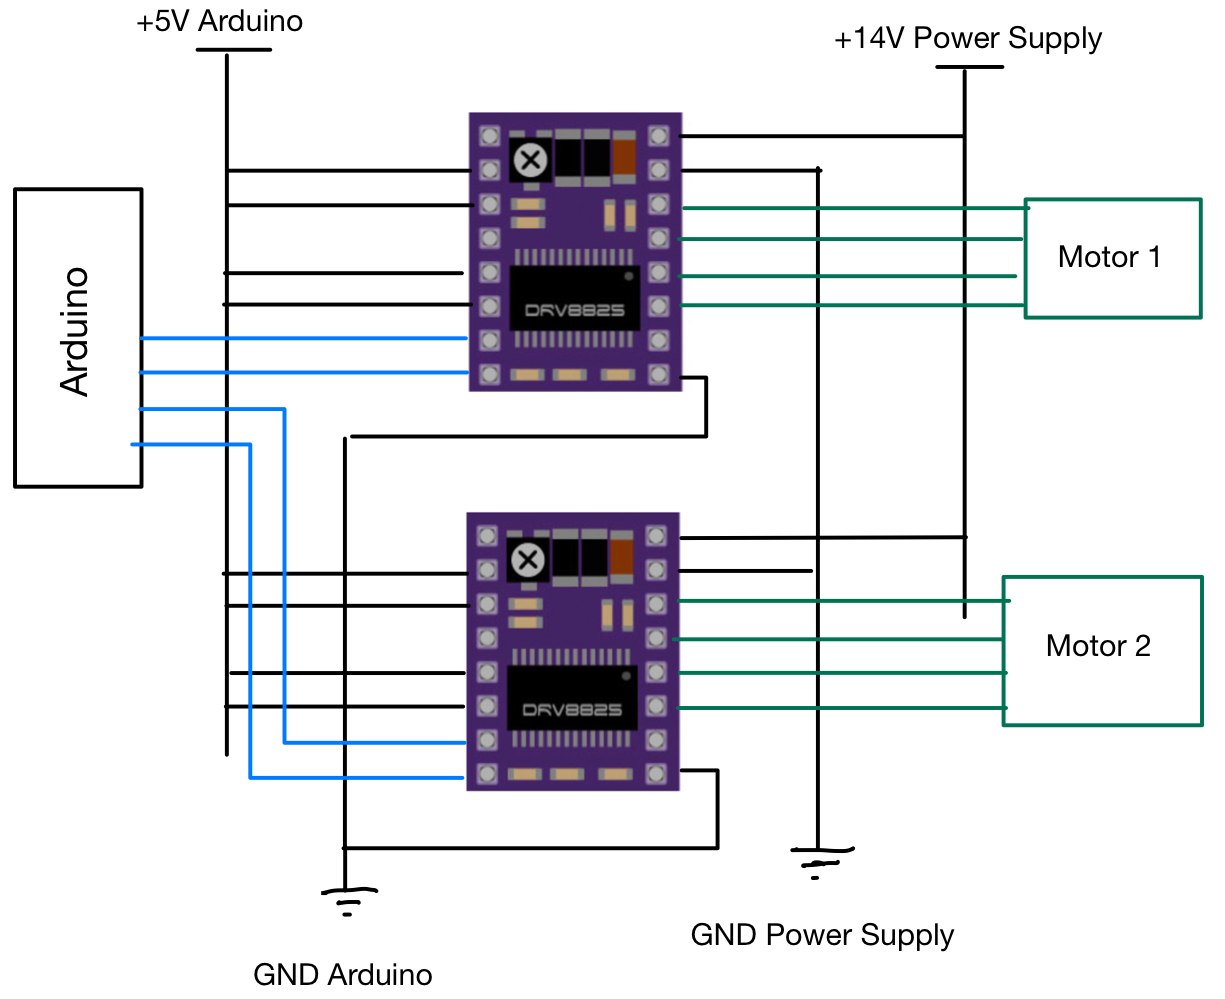 +5V Arduino
+14V Power Supply
Arduino
DRV8825
Motor 1
DRV8825
Motor 2
GND Power Supply
GND Arduino